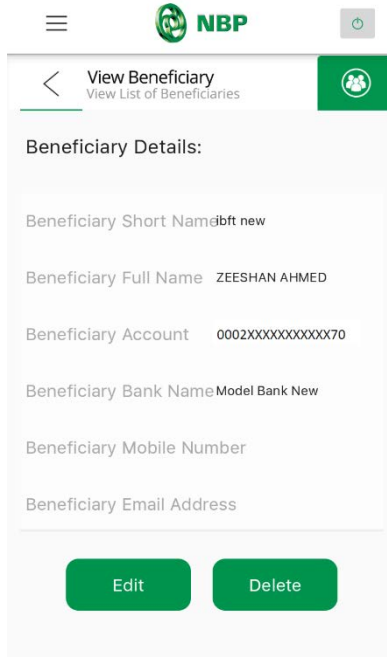 NBP
View Beneficiary
View List of Beneficiaries
Beneficiary Details:
Beneficiary Short Name ibft new
Beneficiary Full Name ZEESHAN AHMED
Beneficiary Account 0002XXXXXXXXXXX70
Beneficiary Bank Name Model Bank New
Beneficiary Mobile Number
Beneficiary Email Address
Edit Delete